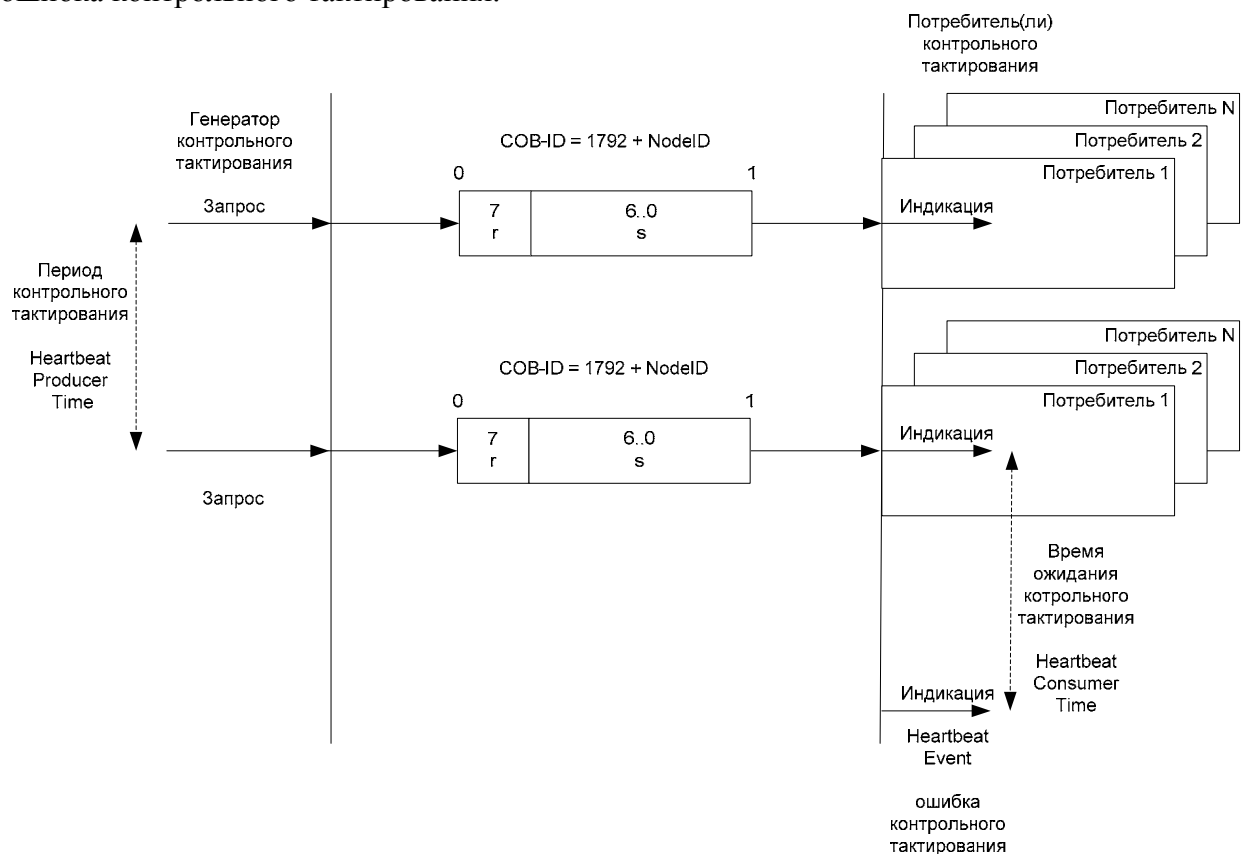 ошибка контрольного тактирования.
Потребитель(ли)
контрольного
тактирования
Генератор
контрольного
тактирования
Потребитель N
Потребитель 2
Потребитель 1
COB-ID = 1792 + NodeID
0
1
Запрос
7
r
6..0
s
Индикация
Период
контрольного
тактирования
Heartbeat
Producer
Time
Потребитель N
Потребитель 2
Потребитель 1
COB-ID = 1792 + NodeID
0
1
7
r
6..0
s
Индикация
Запрос
Время
ожидания
котрольного
тактирования
Heartbeat
Consumer
Time
Индикация
Heartbeat
Event
ошибка
контрольного
тактирования